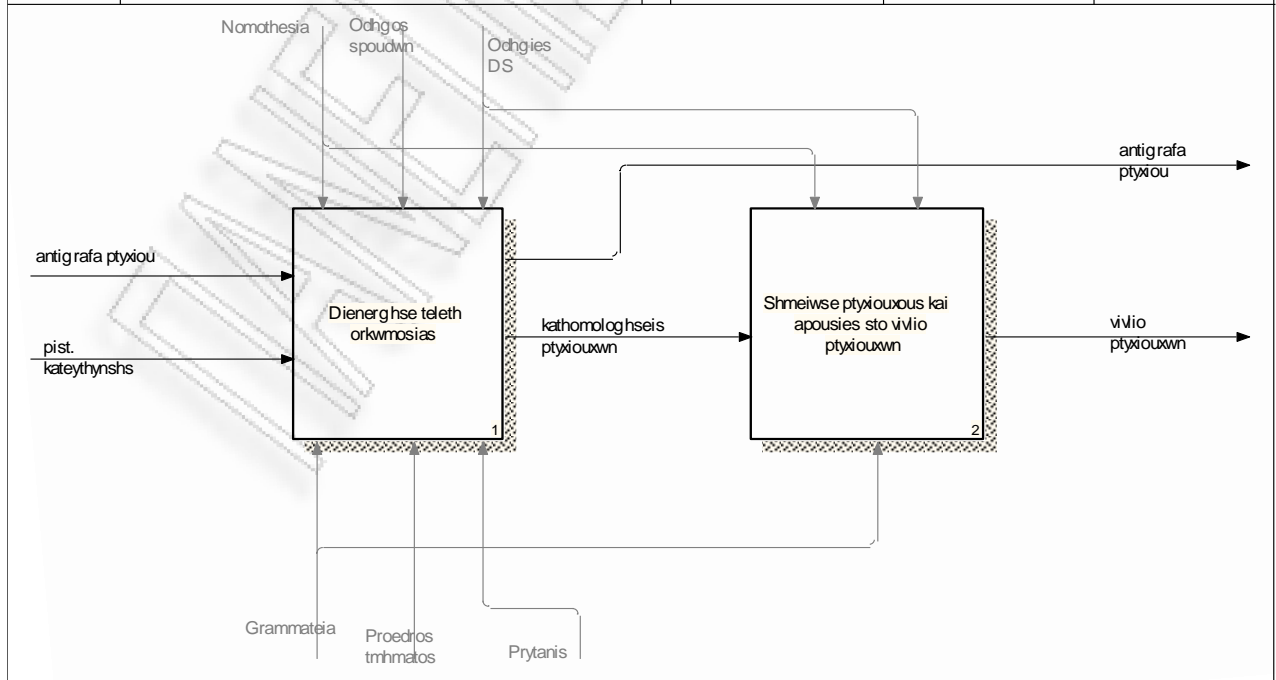 Nomothesia
Odhgos
spoudwn
Odhgies
DS
antigrafa
ptyxiou
antigrafa ptyxiou
pist.
kateythynshs
Dienerghse teleth
orkwmosias
1
kathomologhseis
ptyxiouxwn
Shmeiwse ptyxiouxous kai
apousies sto vivlio
ptyxiouxwn
2
vivlio
ptyxiouxwn
Grammateia
Proedros
tmhmatos
Prytanis